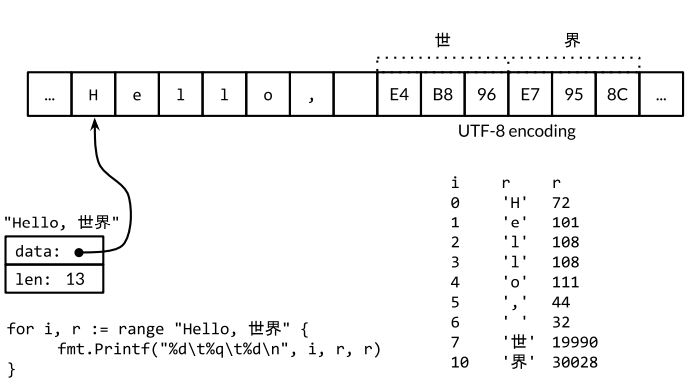 世 界
… H e l l o , E4 B8 96 E7 95 8C …
UTF-8 encoding
"Hello, 世界"
data:
len: 13
for i, r := range "Hello, 世界" {
fmt.Printf("%d\t%q\t%d\n", i, r, r)
}
i r r
0 'H' 72
1 'e' 101
2 'l' 108
3 'l' 108
4 'o' 111
5 ',' 44
6 ' ' 32
7 '世' 19990
10 '界' 30028